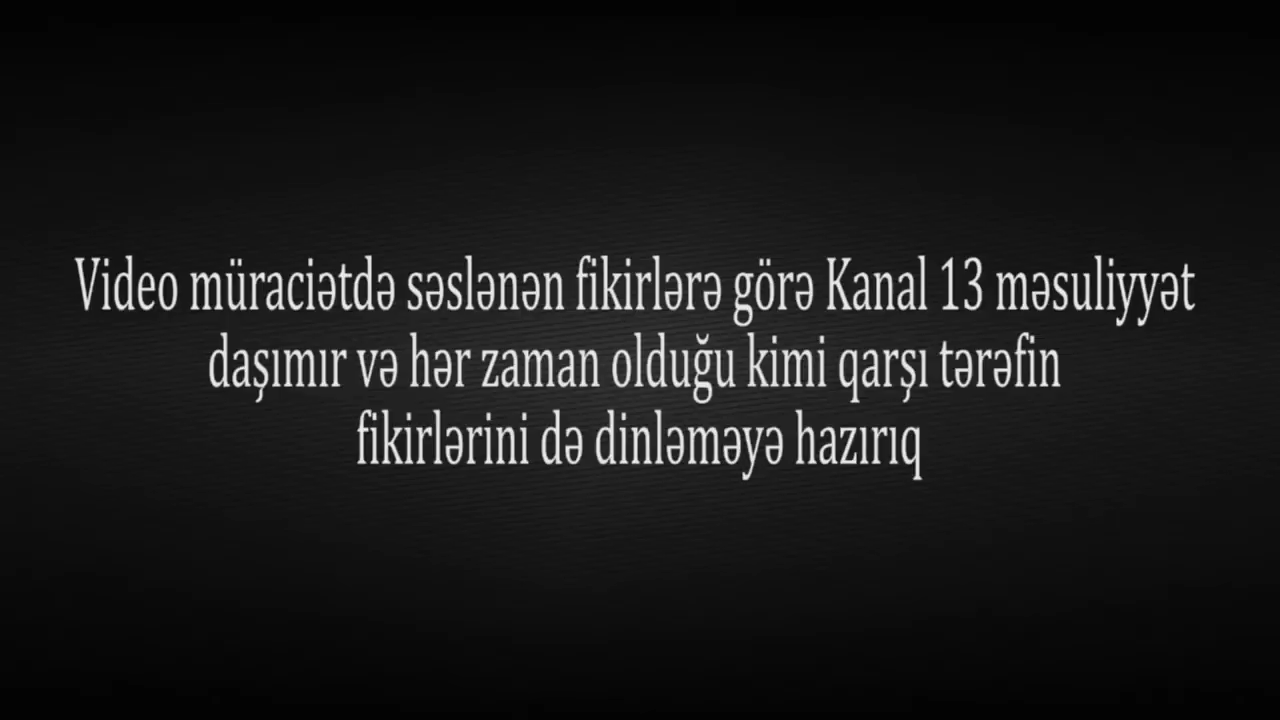 Video müraciətdə səslənən fikirlərə görə Kanal 13 məsuliyyət
daşımır və hər zaman olduğu kimi qarşı tərəfin
fikirlərini də dinləməyə hazırıq